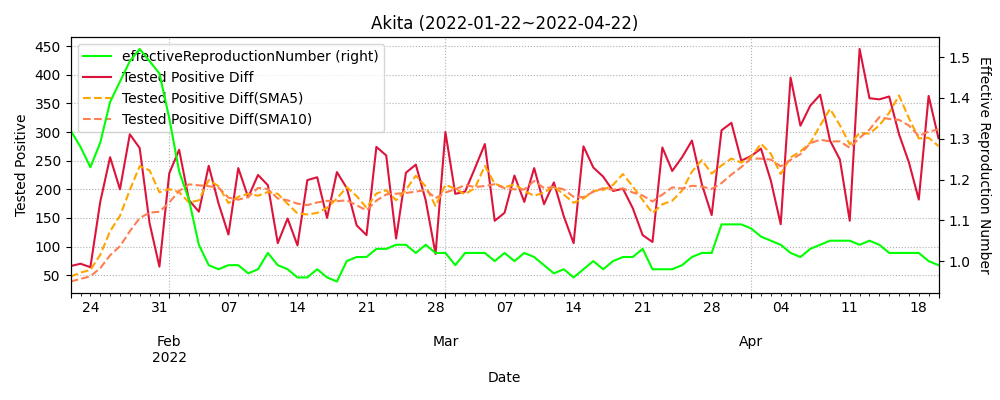 Akita (2022-01-22~2022-04-22)
effectiveReproductionNumber (right)
Tested Positive Diff
Tested Positive Diff(SMA5)
Tested Positive Diff(SMA10)
Tested Positive
450
400
350
300
250
200
150
100
50
Effective Reproduction Number
1.5
1.4
1.3
1.2
1.1
1.0
24 31 07 14 21 28 07 14 21 28 04 11 18
Feb Mar Apr
2022
Date